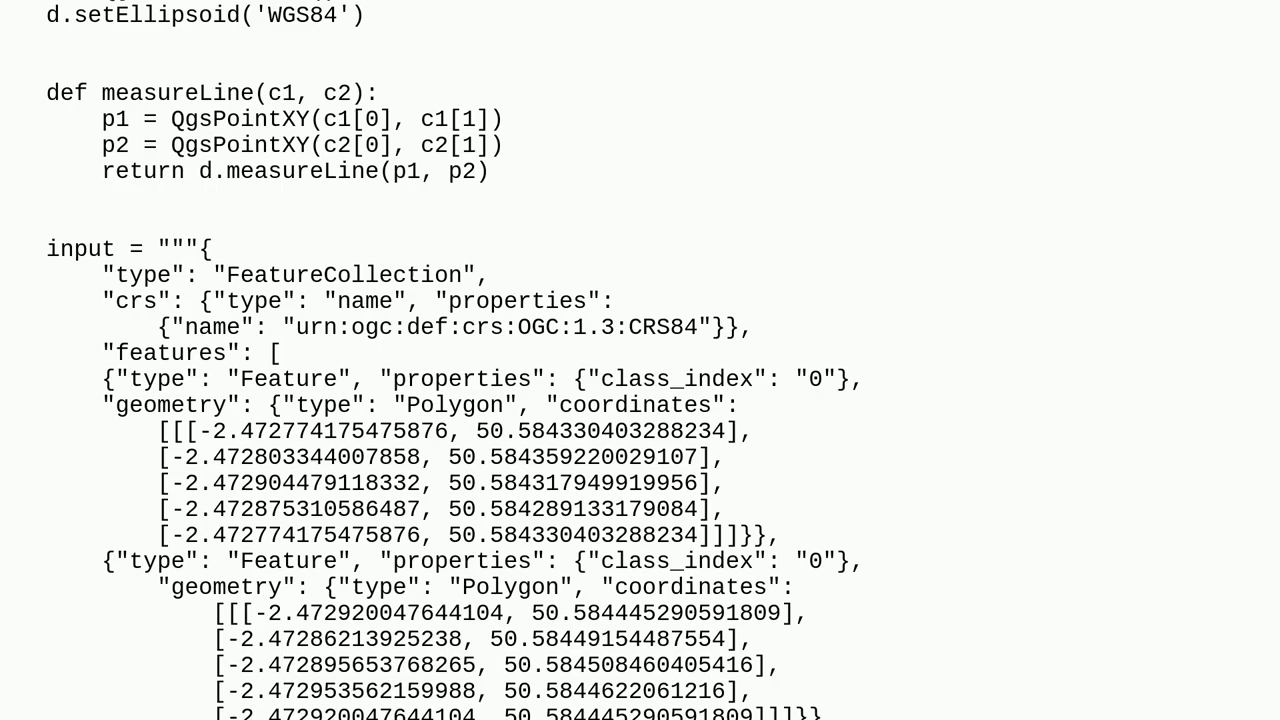 d.setEllipsoid('WGS84')
def measureLine(c1, c2):
p1 = QgsPointXY(c1[0], c1[1])
p2 = QgsPointXY(c2[0], c2[1])
return d.measureLine(p1, p2)
input = """{
"type": "FeatureCollection",
"crs": {"type": "name", "properties":
{"name": "urn:ogc:def:crs:OGC:1.3:CRS84"}},
"features": [
{"type": "Feature", "properties": {"class_index": "0"},
"geometry": {"type": "Polygon", "coordinates":
[[[-2.472774175475876, 50.584330403288234],
[-2.472803344007858, 50.584359220029107],
[-2.472904479118332, 50.584317949919956],
[-2.472875310586487, 50.584289133179084],
[-2.472774175475876, 50.584330403288234]]]}},
{"type": "Feature", "properties": {"class_index": "0"},
"geometry": {"type": "Polygon", "coordinates":
[[[-2.472920047644104, 50.584445290591809],
[-2.47286213925238, 50.58449154487554],
[-2.472895653768265, 50.584508460405416],
[-2.472953562159988, 50.5844622061216],
[-2.472920047644104, 50.584445290591809]]]}}